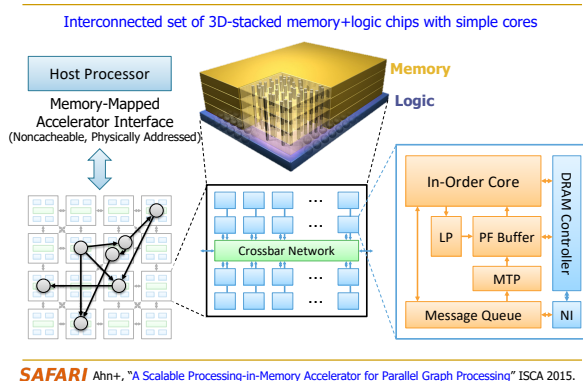 Interconnected set of 3D-stacked memory+logic chips with simple cores
Host Processor
Memory-Mapped
Accelerator Interface
(Noncacheable, Physically Addressed)
Memory
Logic
Crossbar Network
...
...
...
...
In-Order Core
LP
PF Buffer
MTP
Message Queue
DRAM Controller
NI
SAFARI Ahn+, “A Scalable Processing-in-Memory Accelerator for Parallel Graph Processing” ISCA 2015.